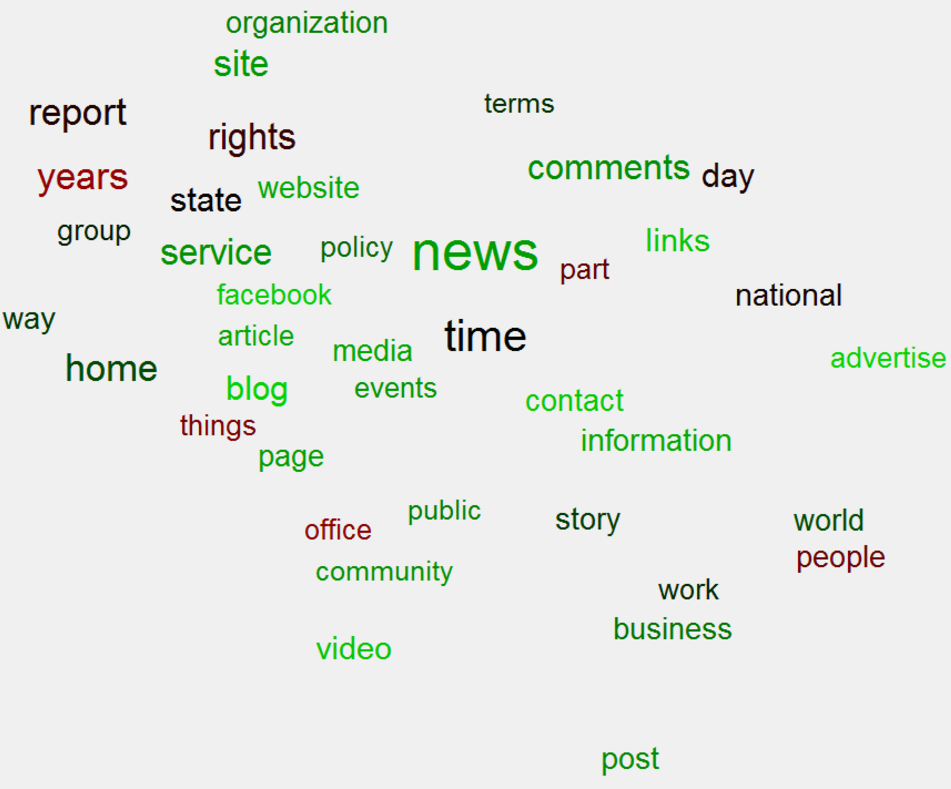 organization
site
terms
report
rights
comments
day
years
website
state
group
links
service
policy
news
part
facebook
national
way
article
time
media
advertise
home
blog
events
contact
things
information
page
public
story
world
office
people
community
work
business
video
post